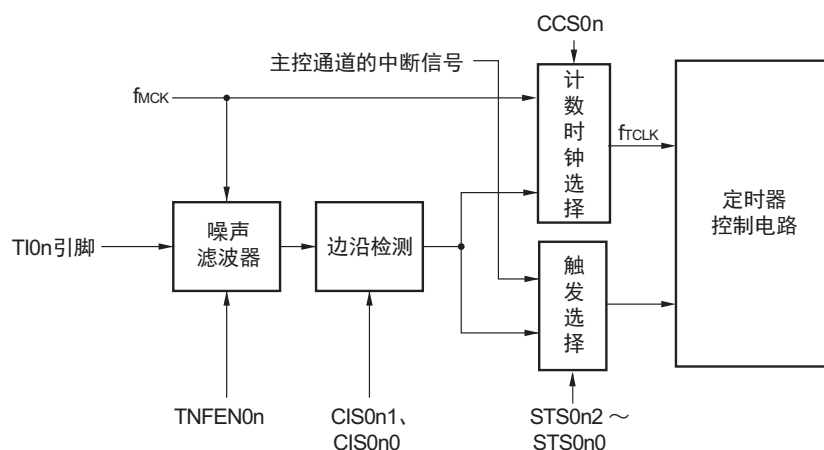 CCS0n
主控通道的中断信号
fMCK
计数时钟选择
fTCLK
定时器
控制电路
TI0n引脚
噪声
滤波器
边沿检测
触发选择
TNFEN0n
CIS0n1、
CIS0n0
STS0n2 ～
STS0n0